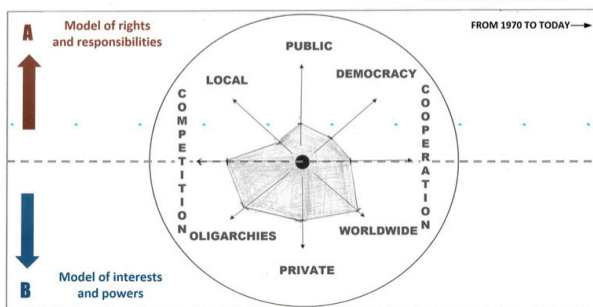 A
Model of rights
and responsibilities
FROM 1970 TO TODAY
PUBLIC
LOCAL
DEMOCRACY
COMPETITION
COOPERATION
OLIGARCHIES
WORLDWIDE
PRIVATE
B
Model of interests
and powers